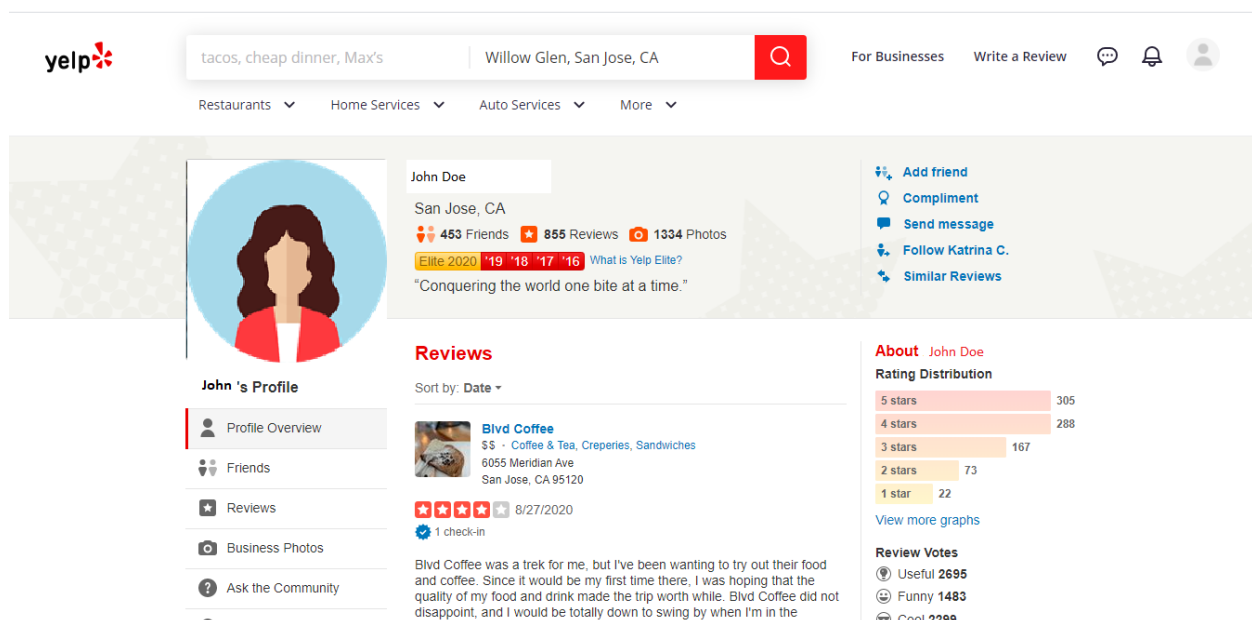 yelp
tacos, cheap dinner, Max's
Willow Glen, San Jose, CA
For Businesses
Write a Review
Restaurants
Home Services
Auto Services
More
John Doe
San Jose, CA
453 Friends 855 Reviews 1334 Photos
Elite 2020 '19 '18 '17 '16 What is Yelp Elite?
“Conquering the world one bite at a time.”
Add friend
Compliment
Send message
Follow Katrina C.
Similar Reviews
John 's Profile
Profile Overview
Friends
Reviews
Business Photos
Ask the Community
Reviews
Sort by: Date
Blvd Coffee
$$ · Coffee & Tea, Creperies, Sandwiches
6055 Meridian Ave
San Jose, CA 95120
8/27/2020
1 check-in
Blvd Coffee was a trek for me, but I've been wanting to try out their food
and coffee. Since it would be my first time there, I was hoping that the
quality of my food and drink made the trip worth while. Blvd Coffee did not
disappoint, and I would be totally down to swing by when I'm in the
About John Doe
Rating Distribution
5 stars 305
4 stars 288
3 stars 167
2 stars 73
1 star 22
View more graphs
Review Votes
Useful 2695
Funny 1483
Cool 2299